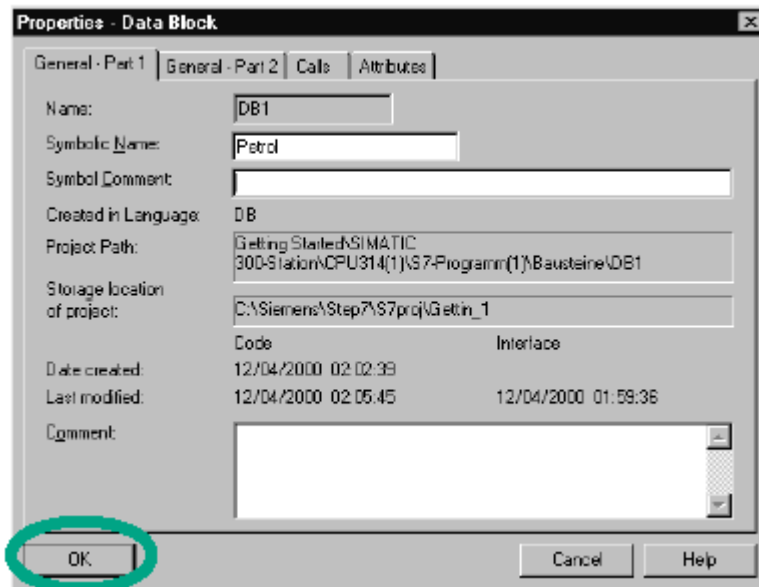 Properties - Data Block
General - Part 1 General - Part 2 Calls Attributes
Name: DB1
Symbolic Name: Petrol
Symbol Comment:
Created in Language: DB
Project Path: Getting Started\SIMATIC
300-Station\CPU314(1)\S7-Programm(1)\Bausteine\DB1
Storage location
of project: C:\Siemens\Step7\S7proj\Gettin_1
Code Interface
Date created: 12/04/2000 02:02:39
Last modified: 12/04/2000 02:05:45 12/04/2000 01:59:36
Comment:
OK Cancel Help